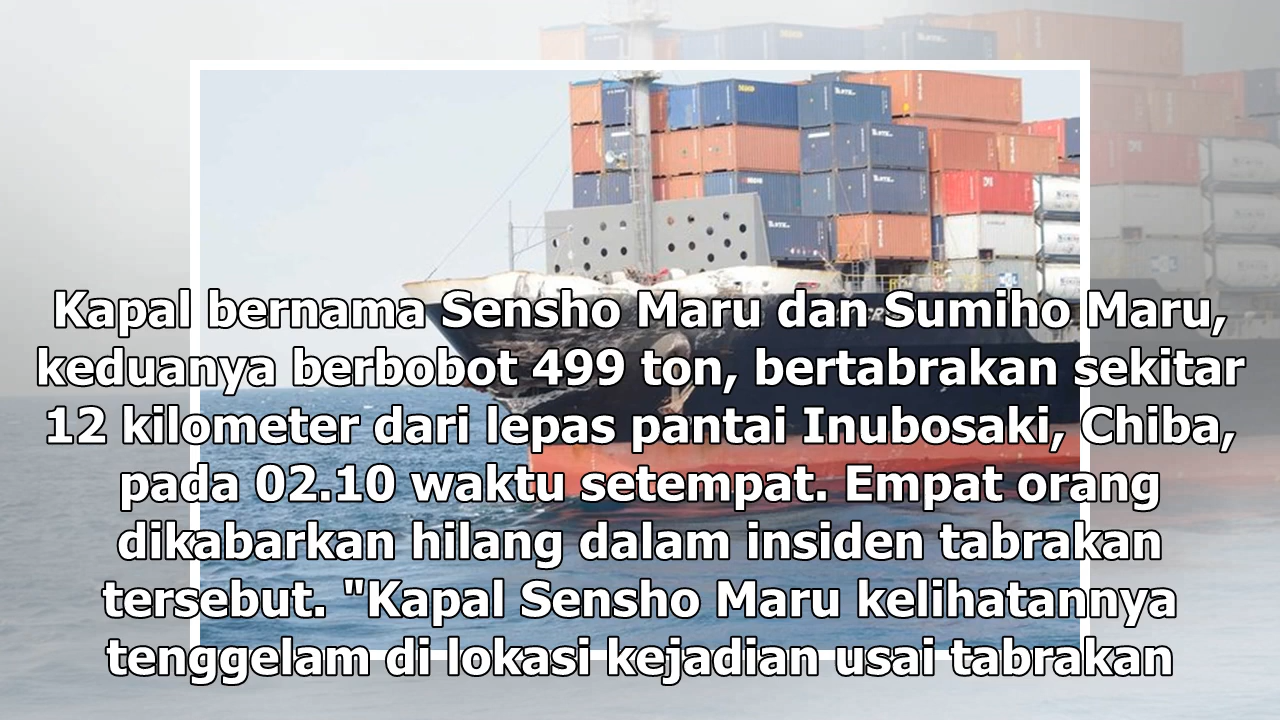 Kapal bernama Sensho Maru dan Sumiho Maru,
keduanya berbobot 499 ton, bertabrakan sekitar
12 kilometer dari lepas pantai Inubosaki, Chiba,
pada 02.10 waktu setempat. Empat orang
dikabarkan hilang dalam insiden tabrakan
tersebut. "Kapal Sensho Maru kelihatannya
tenggelam di lokasi kejadian usai tabrakan